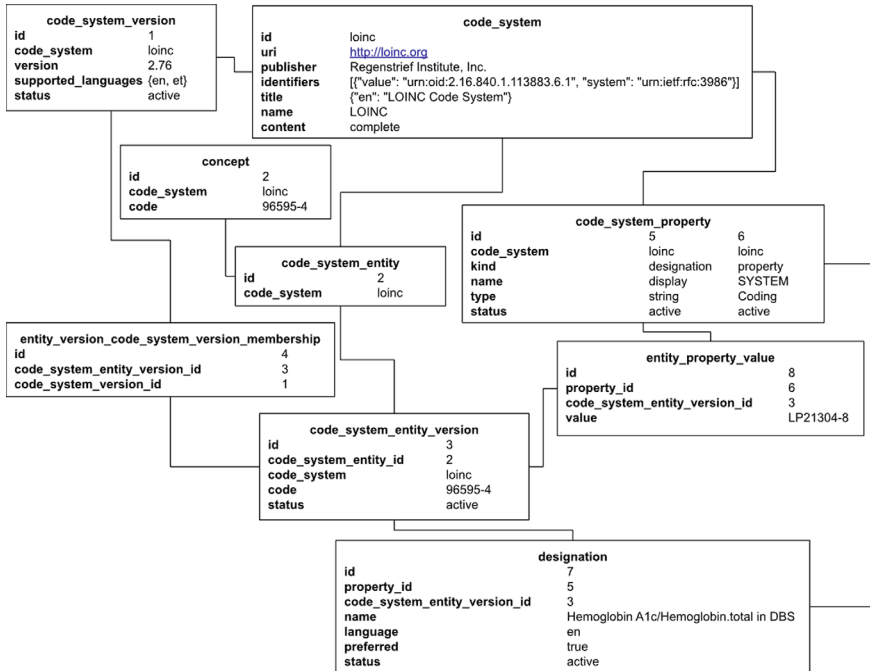 code_system_version
id 1
code_system loinc
version 2.76
supported_languages {en, et}
status active
code_system
id loinc
uri http://loinc.org
publisher Regenstrief Institute, Inc.
identifiers [{"value": "urn:oid:2.16.840.1.113883.6.1", "system": "urn:ietf:rfc:3986"}]
title {"en": "LOINC Code System"}
name LOINC
content complete
concept
id 2
code_system loinc
code 96595-4
code_system_property
id 5 6
code_system loinc loinc
kind designation property
name display SYSTEM
type string Coding
status active active
code_system_entity
id 2
code_system loinc
entity_version_code_system_version_membership
id 4
code_system_entity_version_id 3
code_system_version_id 1
entity_property_value
id 8
property_id 6
code_system_entity_version_id 3
value LP21304-8
code_system_entity_version
id 3
code_system_entity_id 2
code_system loinc
code 96595-4
status active
designation
id 7
property_id 5
code_system_entity_version_id 3
name Hemoglobin A1c/Hemoglobin.total in DBS
language en
preferred true
status active